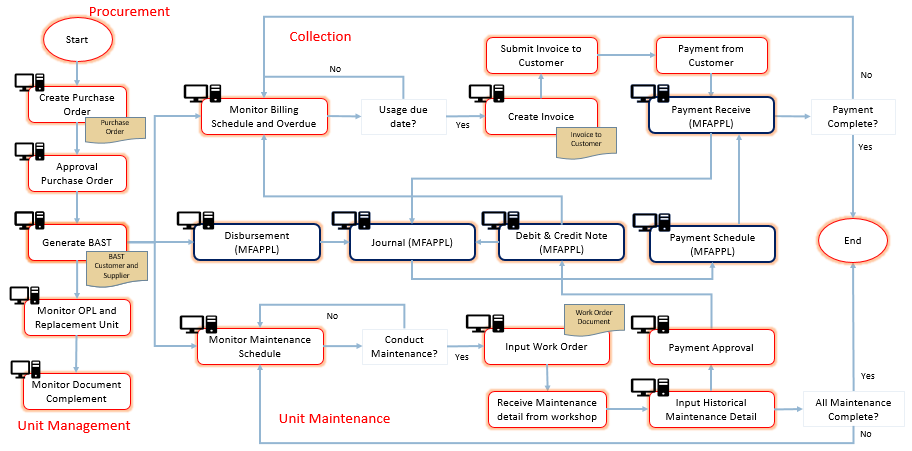 Procurement
Start
Create Purchase
Order
Purchase
Order
Approval
Purchase Order
Generate BAST
BAST
Customer and
Supplier
Monitor OPL and
Replacement Unit
Monitor Document
Complement
Unit Management
Collection
No
Monitor Billing
Schedule and Overdue
Usage due
date?
Yes
Submit Invoice to
Customer
Create Invoice
Invoice to
Customer
Payment from
Customer
Payment Receive
(MFAPPL)
No
Payment
Complete?
Yes
Disbursement
(MFAPPL)
Journal (MFAPPL)
Debit & Credit Note
(MFAPPL)
Payment Schedule
(MFAPPL)
End
No
Monitor Maintenance
Schedule
Conduct
Maintenance?
Yes
Work Order
Document
Input Work Order
Payment Approval
Receive Maintenance
detail from workshop
Input Historical
Maintenance Detail
Yes
All Maintenance
Complete?
No
Unit Maintenance